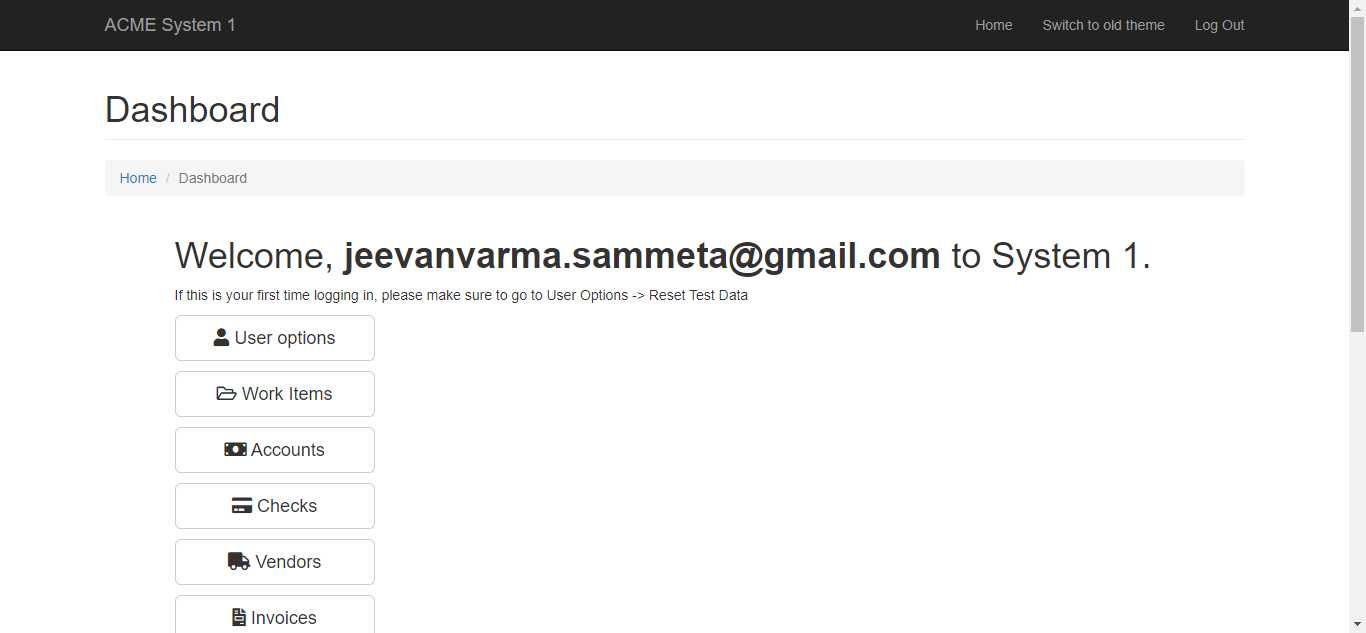 ACME System 1 Home Switch to old theme Log Out
Dashboard
Home / Dashboard
Welcome, jeevanvarma.sammeta@gmail.com to System 1.
If this is your first time logging in, please make sure to go to User Options -> Reset Test Data
User options
Work Items
Accounts
Checks
Vendors
Invoices